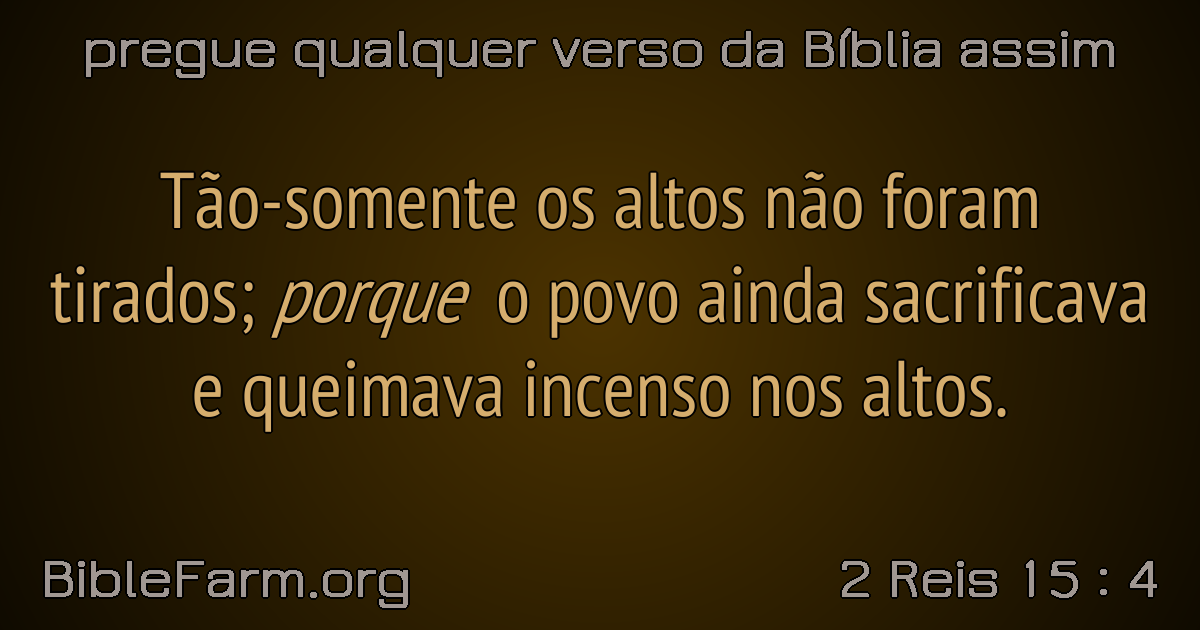 pregue qualquer verso da Bíblia assim
Tão-somente os altos não foram
tirados; porque o povo ainda sacrificava
e queimava incenso nos altos.
BibleFarm.org
2 Reis 15 : 4